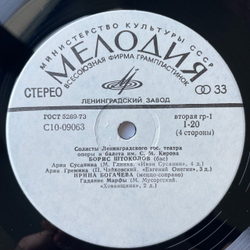 МИНИСТЕРСТВО КУЛЬТУРЫ СССР
МЕЛОДИЯ
ВСЕСОЮЗНАЯ ФИРМА ГРАМПЛАСТИНОК
СТЕРЕО
33
ЛЕНИНГРАДСКИЙ ЗАВОД
ГОСТ 5289-73
С10-09063
вторая гр-1
1-20
(4 стороны)
Солисты Ленинградского гос. театра
оперы и балета им. С. М. Кирова
БОРИС ШТОКОЛОВ (бас)
Ария Сусанина (М. Глинка, «Иван Сусанин», 4 д.)
Ария Гремина (П. Чайковский, «Евгений Онегин», 3 д.)
ИРИНА БОГАЧЕВА (меццо-сопрано)
Гадание Марфы (М. Мусоргский,
«Хованщина», 2 д.)